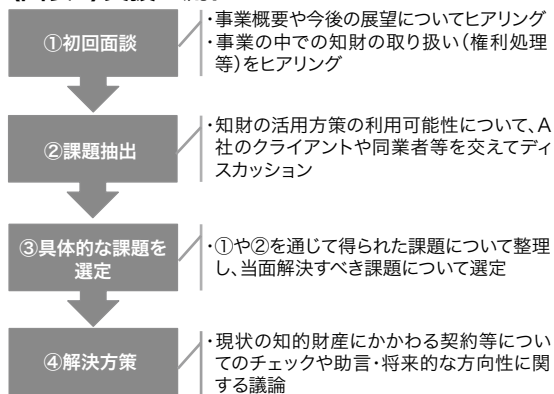 ①初回面談
・事業概要や今後の展望についてヒアリング
・事業の中での知財の取り扱い（権利処理
等）をヒアリング
②課題抽出
・知財の活用方策の利用可能性について、A
社のクライアントや同業者等を交えてディ
スカッション
③具体的な課題を
選定
・①や②を通じて得られた課題について整理
し、当面解決すべき課題について選定
④解決方策
・現状の知的財産にかかわる契約等につい
てのチェックや助言・将来的な方向性に関
する議論